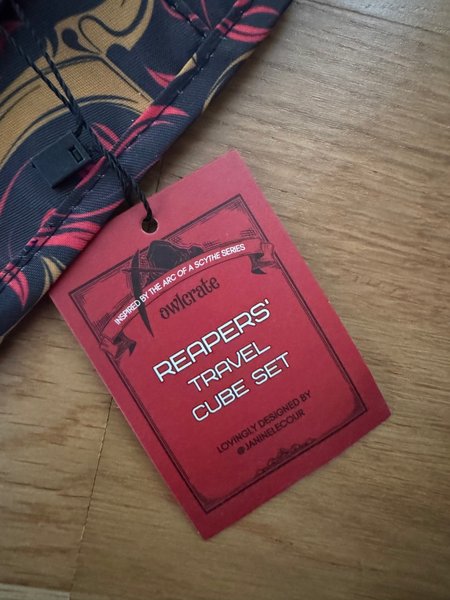 INSPIRED BY THE ARC OF A SCYTHE SERIES
owlcrate
REAPERS'
TRAVEL
CUBE SET
LOVINGLY DESIGNED BY
@JANINELECOUR